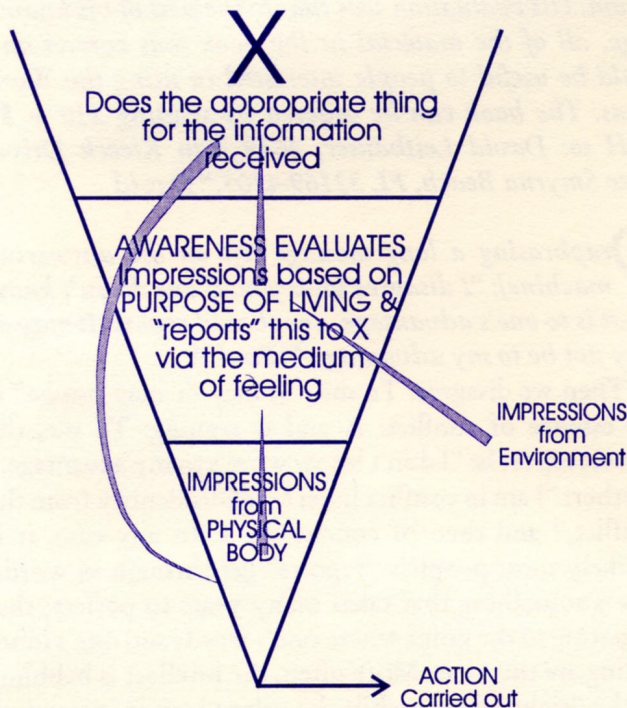 X
Does the appropriate thing
for the information
received
AWARENESS EVALUATES
Impressions based on
PURPOSE OF LIVING &
"reports" this to X
via the medium
of feeling
IMPRESSIONS
from
Environment
IMPRESSIONS
from
PHYSICAL
BODY
ACTION
Carried out